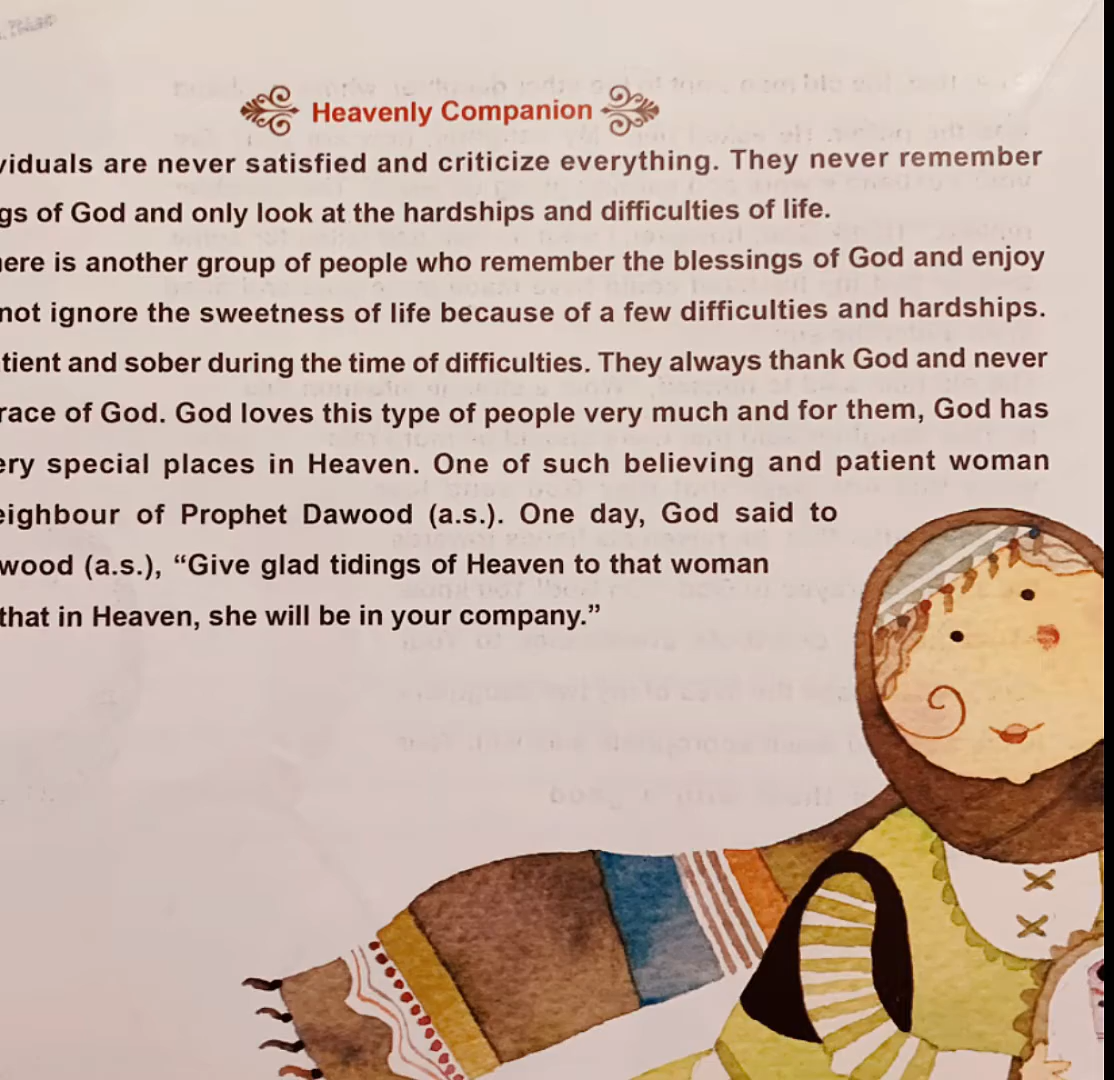 Heavenly Companion
viduals are never satisfied and criticize everything. They never remember
gs of God and only look at the hardships and difficulties of life.
ere is another group of people who remember the blessings of God and enjoy
not ignore the sweetness of life because of a few difficulties and hardships.
tient and sober during the time of difficulties. They always thank God and never
race of God. God loves this type of people very much and for them, God has
ery special places in Heaven. One of such believing and patient woman
eighbour of Prophet Dawood (a.s.). One day, God said to
wood (a.s.), “Give glad tidings of Heaven to that woman
that in Heaven, she will be in your company.”